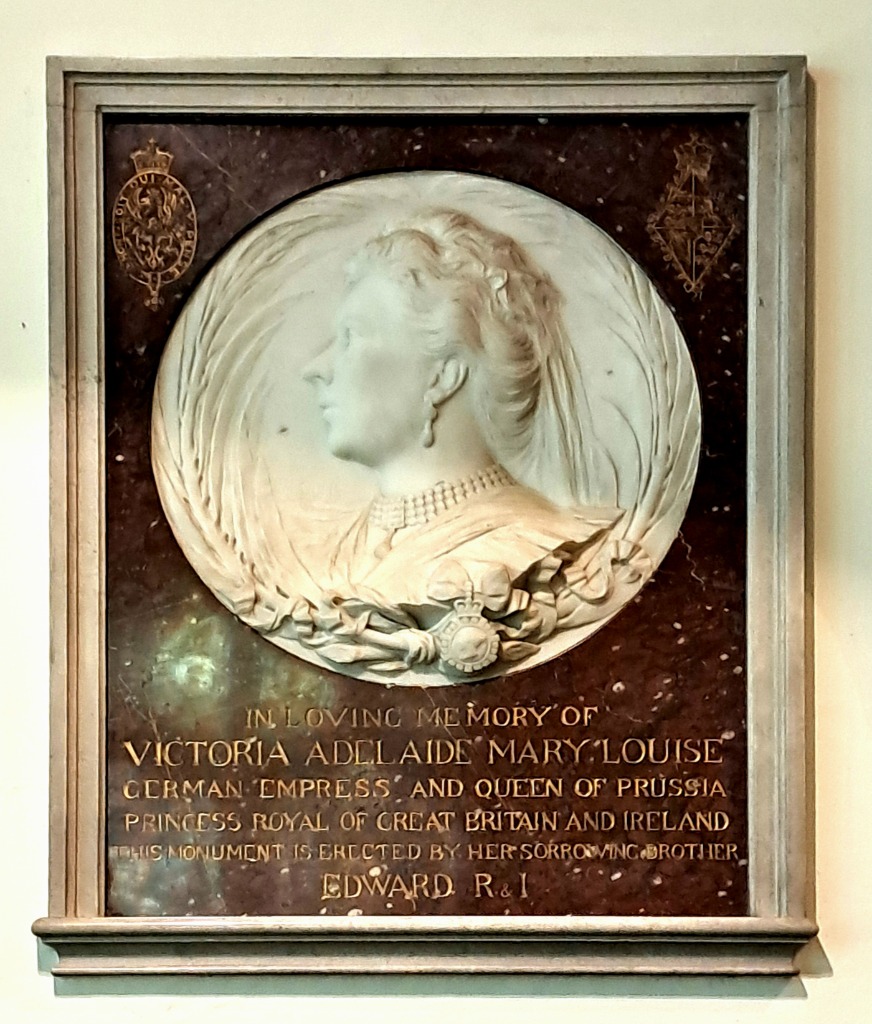 IN LOVING MEMORY OF
VICTORIA ADELAIDE MARY LOUISE
GERMAN EMPRESS AND QUEEN OF PRUSSIA
PRINCESS ROYAL OF GREAT BRITAIN AND IRELAND
THIS MONUMENT IS ERECTED BY HER SORROWING BROTHER
EDWARD R & I